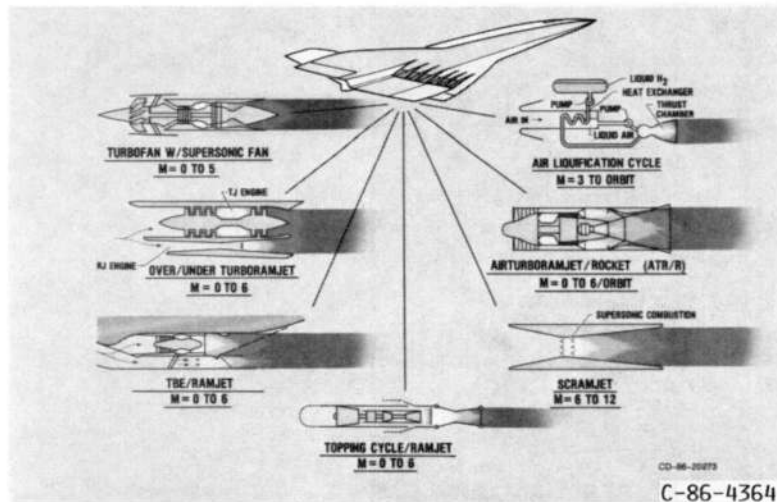 LIQUID H2
HEAT EXCHANGER
PUMP
PUMP
THRUST
CHAMBER
AIR IN
LIQUID AIR
AIR LIQUIFICATION CYCLE
M = 3 TO ORBIT
TURBOFAN W/SUPERSONIC FAN
M = 0 TO 5
TJ ENGINE
RJ ENGINE
OVER/UNDER TURBORAMJET
M = 0 TO 6
AIRTURBORAMJET/ROCKET (ATR/R)
M = 0 TO 6/ORBIT
TBE/RAMJET
M = 0 TO 6
SUPERSONIC COMBUSTION
SCRAMJET
M = 6 TO 12
TOPPING CYCLE/RAMJET
M = 0 TO 6
CD-86-20275
C-86-4364